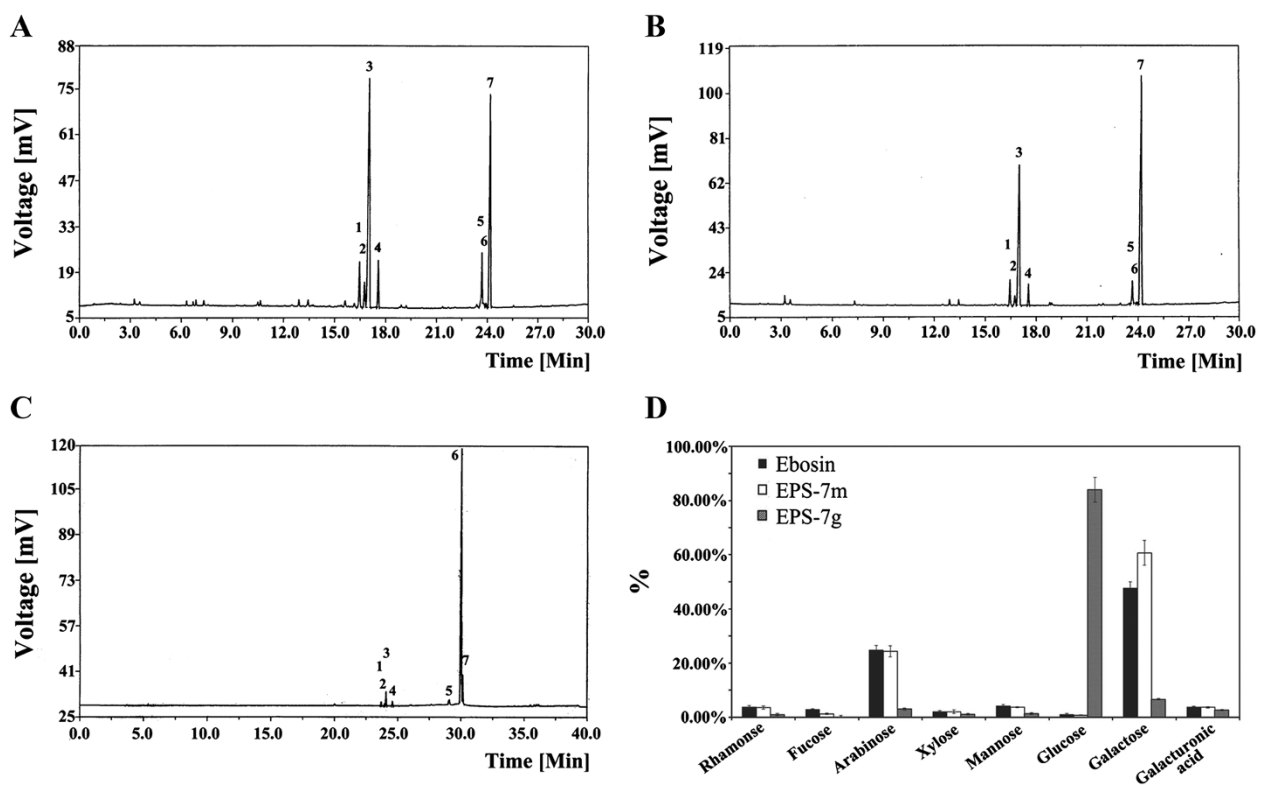 A
Voltage [mV]
88
75
61
47
33
19
5
1
2
3
4
5
6
7
0.0 3.0 6.0 9.0 12.0 15.0 18.0 21.0 24.0 27.0 30.0
Time [Min]
B
Voltage [mV]
119
100
81
62
43
24
5
1
2
3
4
5
6
7
0.0 3.0 6.0 9.0 12.0 15.0 18.0 21.0 24.0 27.0 30.0
Time [Min]
C
Voltage [mV]
120
105
89
73
57
41
25
1
2
3
4
5
6
7
0.0 5.0 10.0 15.0 20.0 25.0 30.0 35.0 40.0
Time [Min]
D
%
100.00%
80.00%
60.00%
40.00%
20.00%
0.00%
Ebosin
EPS-7m
EPS-7g
Rhamonse
Fucose
Arabinose
Xylose
Mannose
Glucose
Galactose
Galacturonic
acid